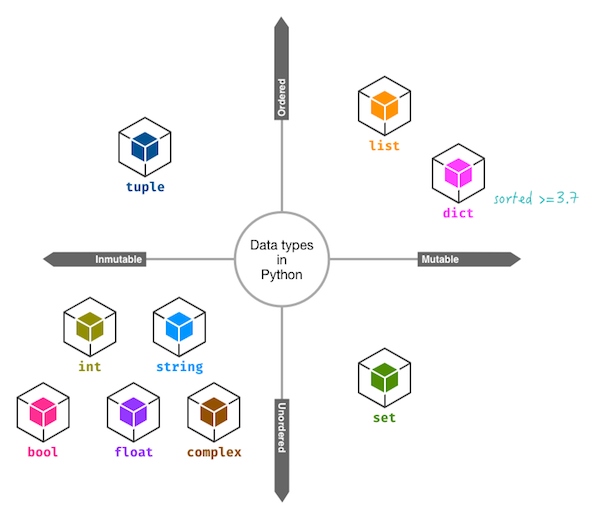 Ordered
list
tuple
dict
sorted >=3.7
Data types
in
Python
Inmutable
Mutable
int
string
set
bool
float
complex
Unordered